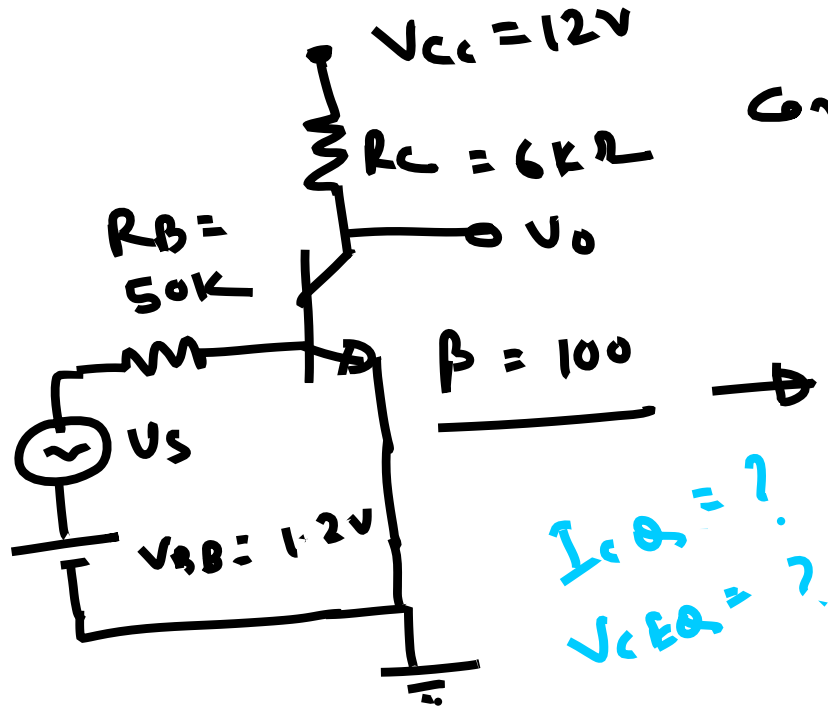 Vcc = 12V
RC = 6KΩ
RB =
50K
Vo
β = 100
Vs
VBB = 1.2V
ICQ = ?
VCEQ = ?